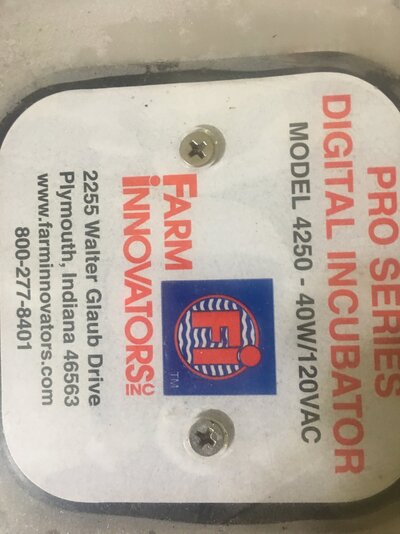 PRO SERIES
DIGITAL INCUBATOR
MODEL 4250 - 40W/120VAC
Fi
TM
FARM
INNOVATORS INC
2255 Walter Glaub Drive
Plymouth, Indiana 46563
www.farminnovators.com
800-277-8401